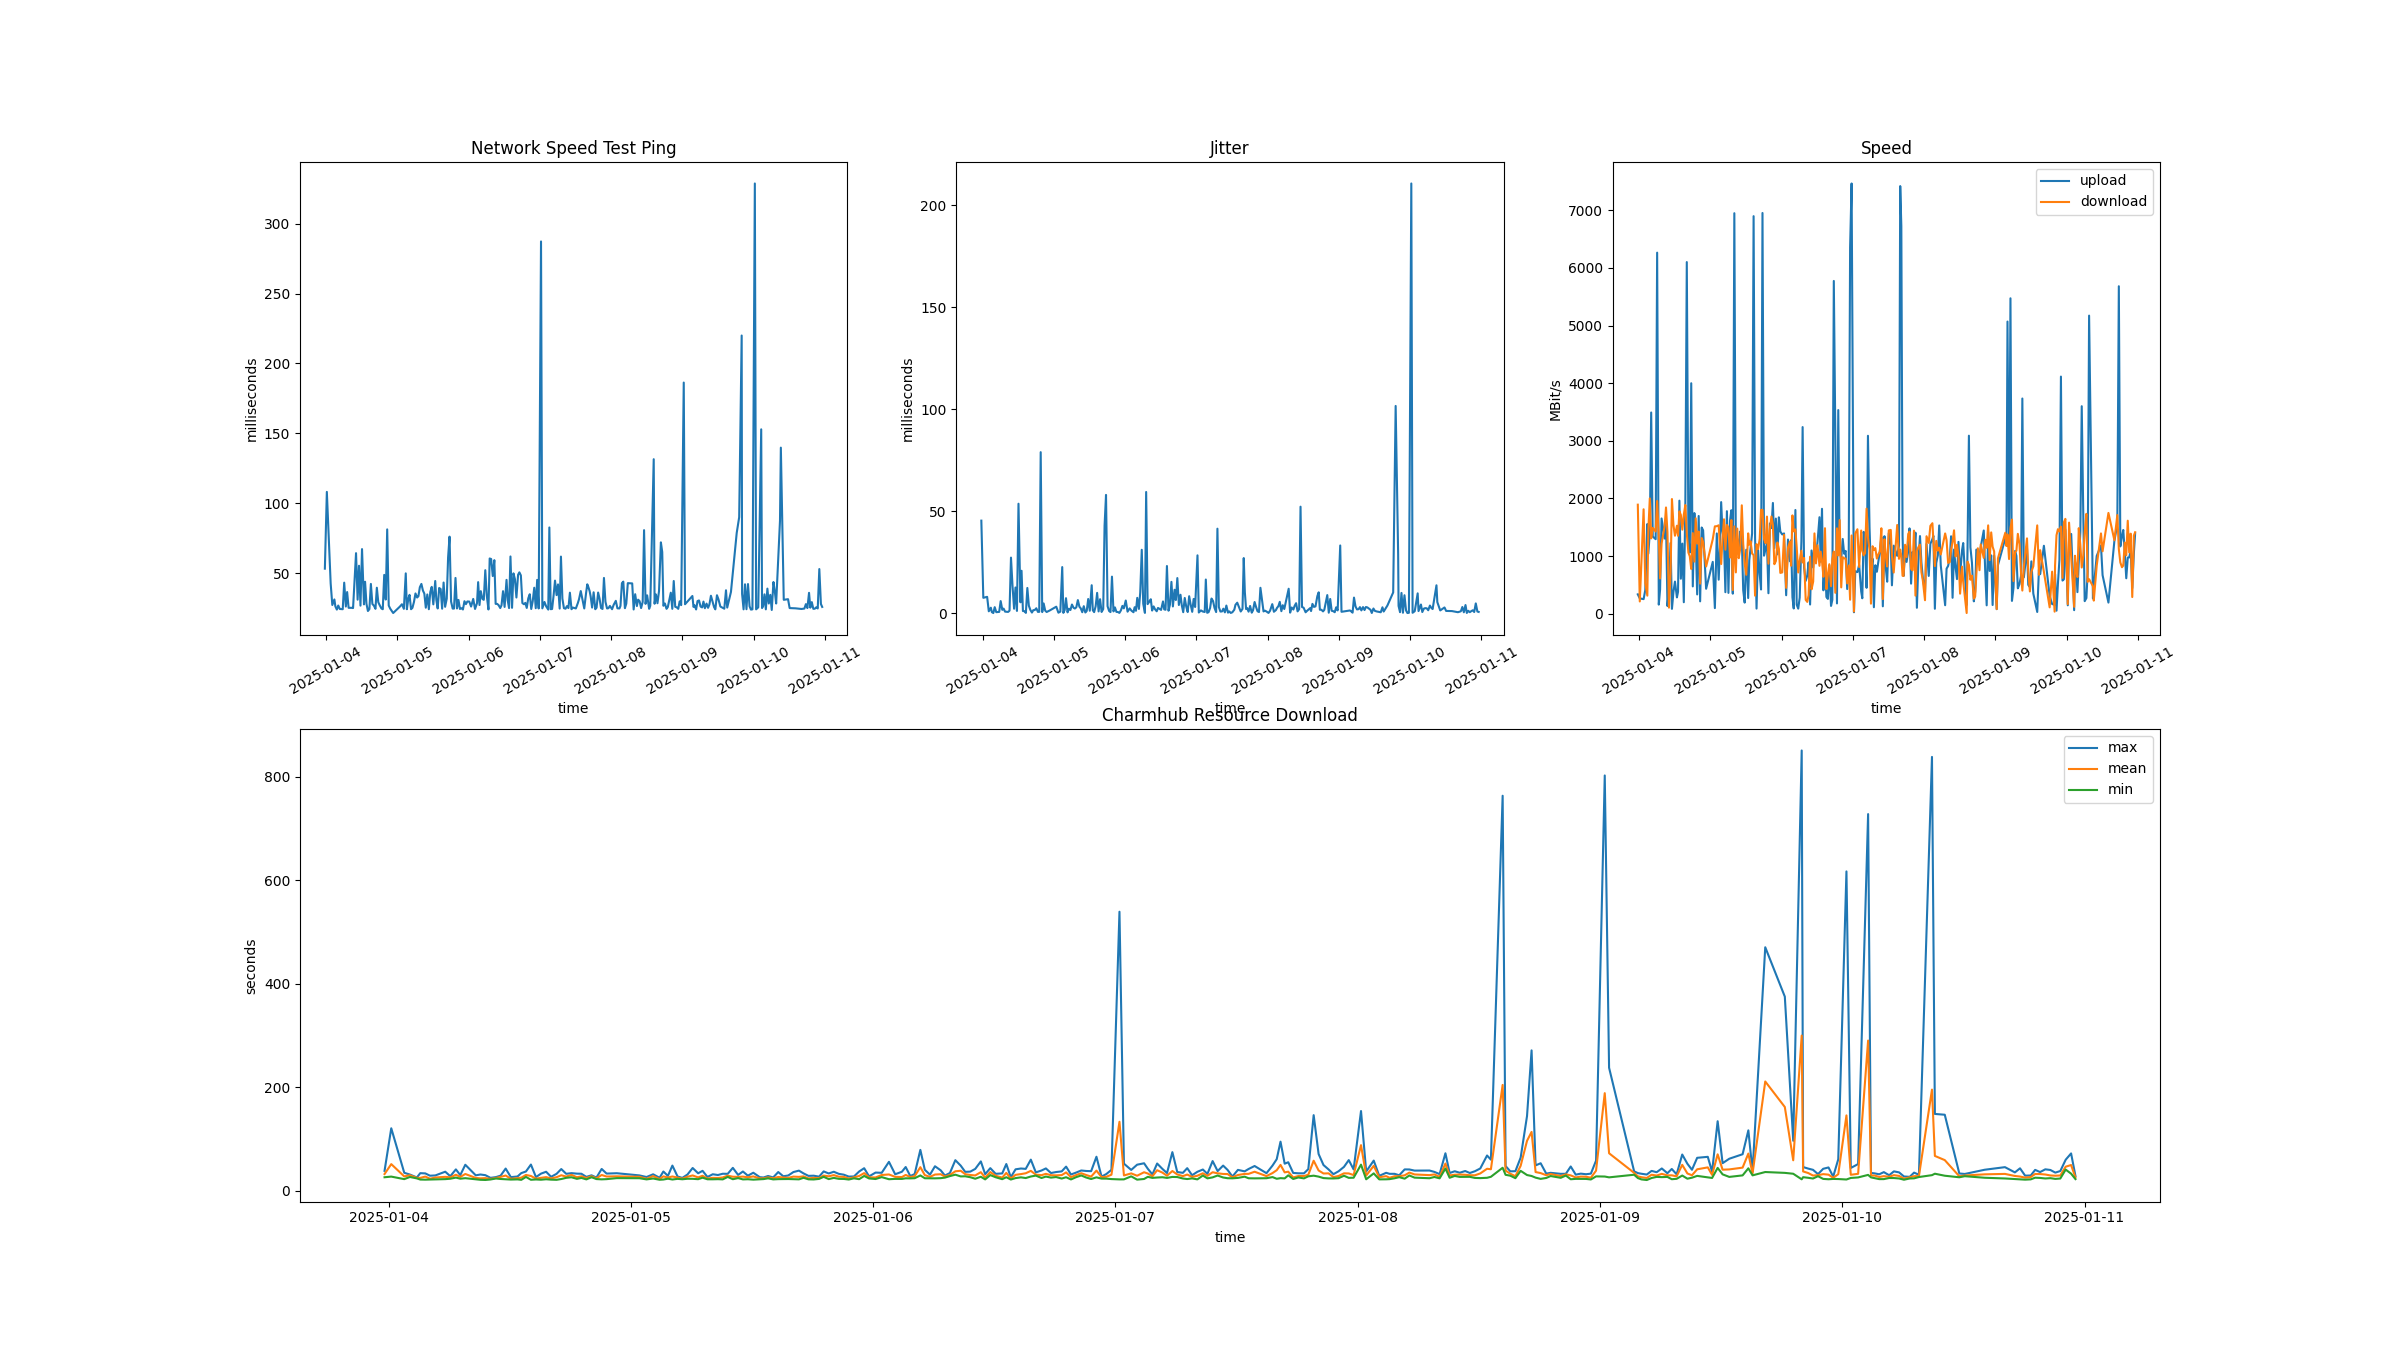 Network Speed Test Ping
milliseconds
300
250
200
150
100
50
2025-01-04 2025-01-05 2025-01-06 2025-01-07 2025-01-08 2025-01-09 2025-01-10 2025-01-11
time
Jitter
milliseconds
200
150
100
50
0
2025-01-04 2025-01-05 2025-01-06 2025-01-07 2025-01-08 2025-01-09 2025-01-10 2025-01-11
time
Speed
upload
download
MBit/s
7000
6000
5000
4000
3000
2000
1000
0
2025-01-04 2025-01-05 2025-01-06 2025-01-07 2025-01-08 2025-01-09 2025-01-10 2025-01-11
time
Charmhub Resource Download
max
mean
min
seconds
800
600
400
200
0
2025-01-04 2025-01-05 2025-01-06 2025-01-07 2025-01-08 2025-01-09 2025-01-10 2025-01-11
time